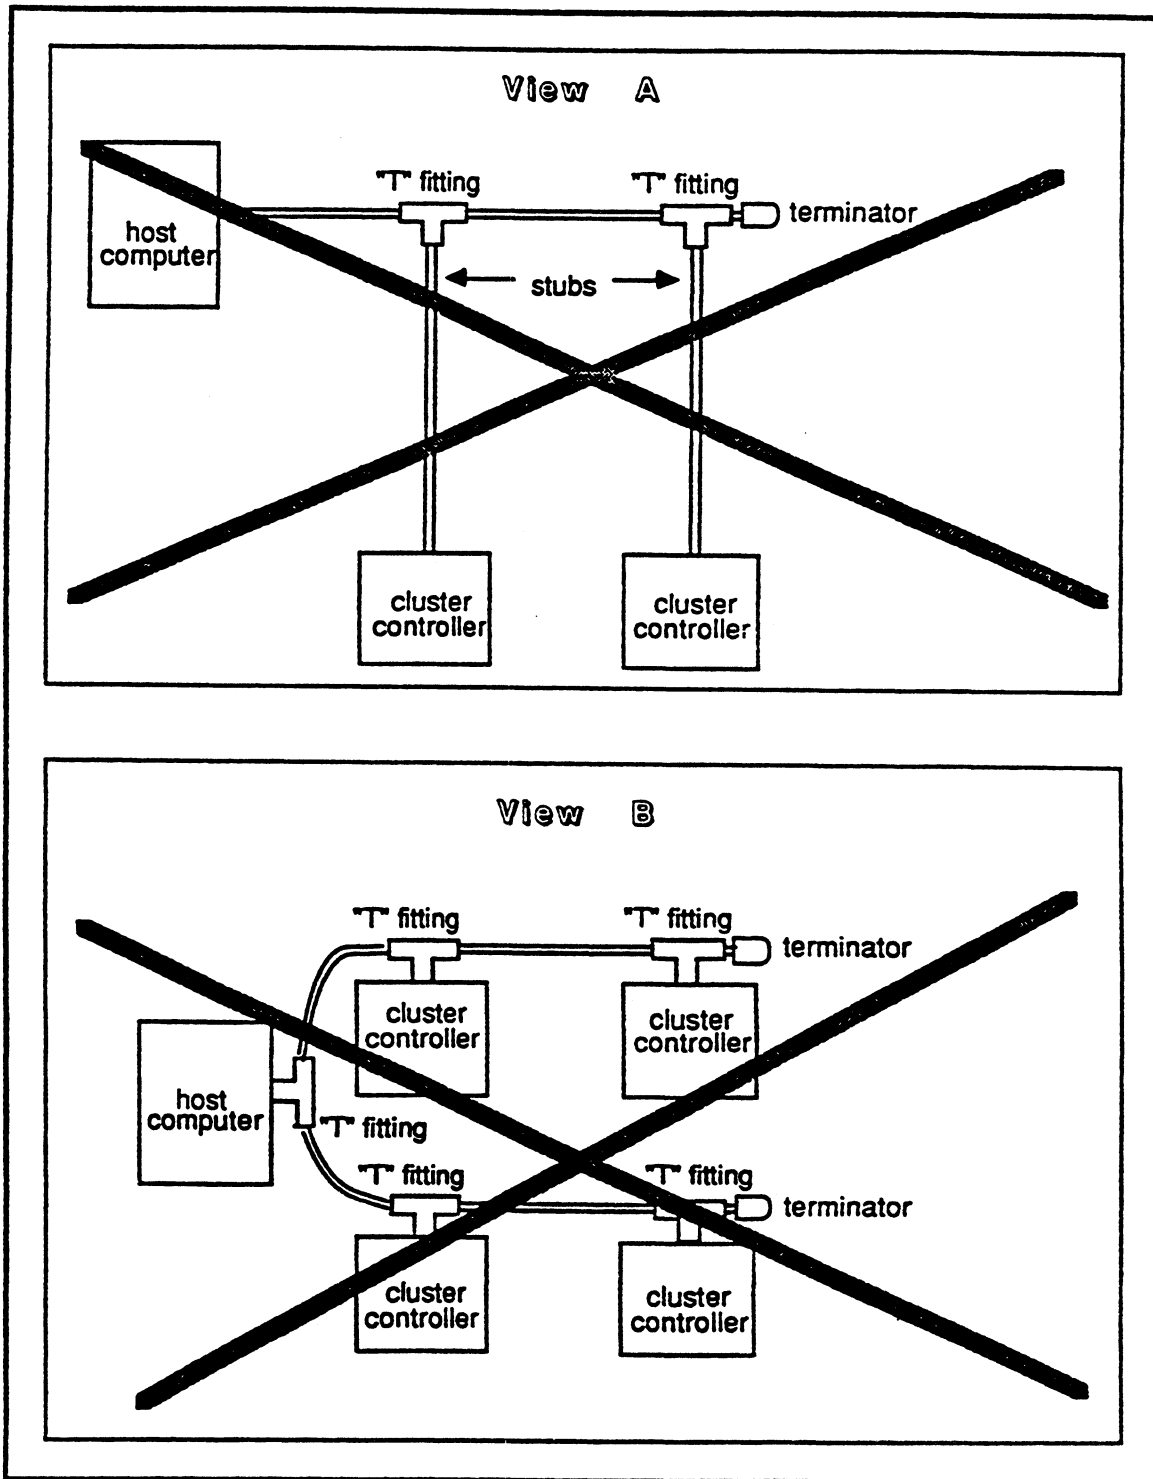 View A
"T" fitting
"T" fitting
terminator
host
computer
stubs
cluster
controller
cluster
controller
View B
"T" fitting
"T" fitting
terminator
cluster
controller
cluster
controller
host
computer
"T" fitting
"T" fitting
"T" fitting
terminator
cluster
controller
cluster
controller